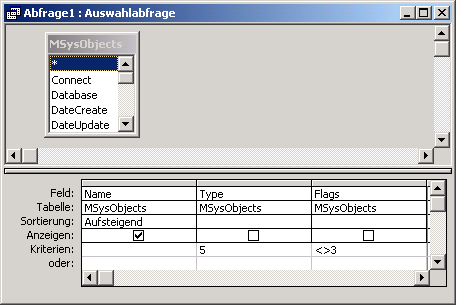 Abfrage1 : Auswahlabfrage
MSysObjects
*
Connect
Database
DateCreate
DateUpdate
Feld: Name Type Flags
Tabelle: MSysObjects MSysObjects MSysObjects
Sortierung: Aufsteigend
Anzeigen:
Kriterien: 5 <>3
oder: